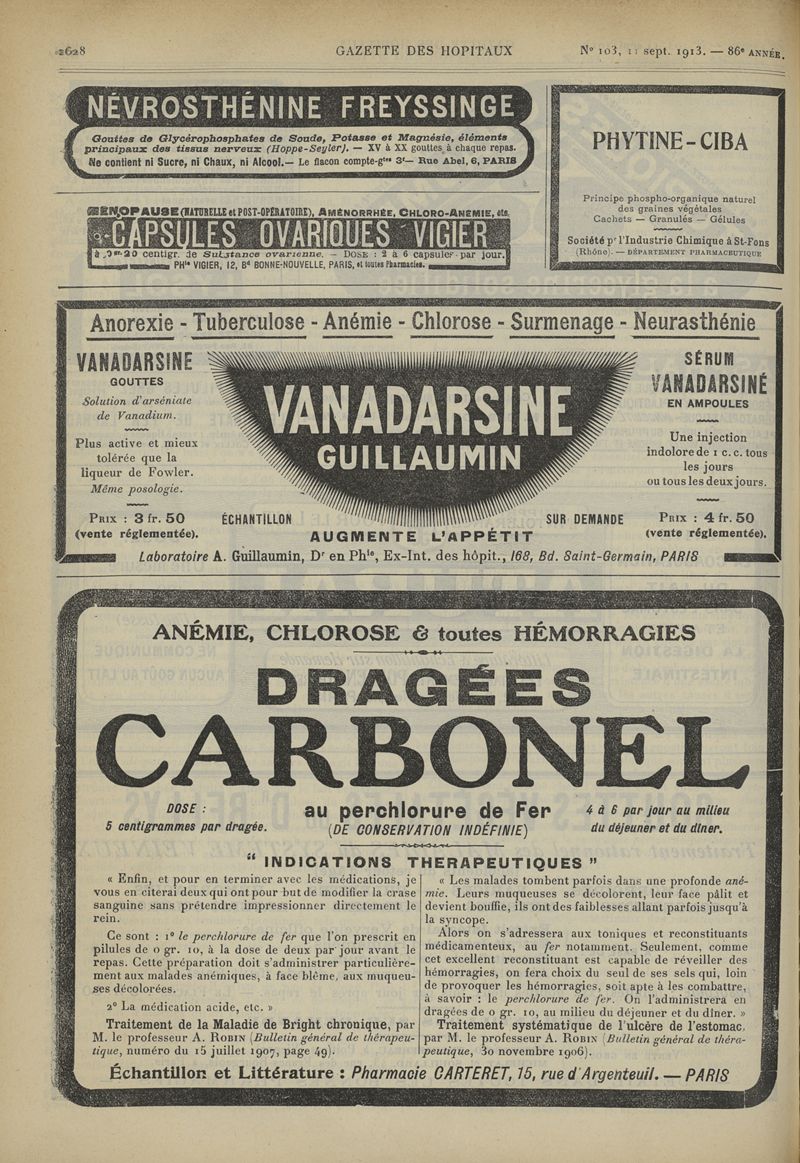 2628
GAZETTE DES HOPITAUX
N° 103, 11 sept. 1913. — 86e ANNÉE.
NÉVROSTHÉNINE FREYSSINGE
Gouttes de Glycérophosphates de Soude, Potasse et Magnésie, éléments
principaux des tissus nerveux (Hoppe-Seyler). — XV à XX gouttes à chaque repas.
Ne contient ni Sucre, ni Chaux, ni Alcool.— Le flacon compte-gttes 3f— Rue Abel, 6, PARIS
MÉNOPAUSE (NATURELLE et POST-OPÉRATOIRE), AMÉNORRHÉE, CHLORO-ANEMIE, etc.
CAPSULES OVARIQUES VIGIER
à 0gr.20 centigr. de Substance ovarienne. — DOSE : 2 à 6 capsules par jour.
PHie VIGIER, 12, Bd BONNE-NOUVELLE, PARIS, et toutes Pharmacies.
PHYTINE-CIBA
Principe phospho-organique naturel
des graines végétales
Cachets — Granulés — Gélules
Société pr l'Industrie Chimique à St-Fons
(Rhône). — DÉPARTEMENT PHARMACEUTIQUE
Anorexie - Tuberculose - Anémie - Chlorose - Surmenage - Neurasthénie
VANADARSINE
GOUTTES
Solution d'arséniate
de Vanadium.
Plus active et mieux
tolérée que la
liqueur de Fowler.
Même posologie.
PRIX : 3 fr. 50
(vente réglementée).
VANADARSINE
GUILLAUMIN
ÉCHANTILLON
SUR DEMANDE
AUGMENTE L'APPÉTIT
SÉRUM
VANADARSINÉ
EN AMPOULES
Une injection
indolore de 1 c. c. tous
les jours
ou tous les deux jours.
PRIX : 4 fr. 50
(vente réglementée).
Laboratoire A. Guillaumin, Dr en Phie, Ex-Int. des hôpit., 168, Bd. Saint-Germain, PARIS
ANÉMIE, CHLOROSE & toutes HÉMORRAGIES
DRAGÉES
CARBONEL
DOSE :
5 centigrammes par dragée.
au perchlorure de Fer
(DE CONSERVATION INDÉFINIE)
4 à 6 par jour au milieu
du déjeuner et du dîner.
“ INDICATIONS THERAPEUTIQUES ”
« Enfin, et pour en terminer avec les médications, je
vous en citerai deux qui ont pour but de modifier la crase
sanguine sans prétendre impressionner directement le
rein.
Ce sont : 1° le perchlorure de fer que l'on prescrit en
pilules de 0 gr. 10, à la dose de deux par jour avant le
repas. Cette préparation doit s'administrer particulière-
ment aux malades anémiques, à face blême, aux muqueu-
ses décolorées.
2° La médication acide, etc. »
Traitement de la Maladie de Bright chronique, par
M. le professeur A. ROBIN (Bulletin général de thérapeu-
tique, numéro du 15 juillet 1907, page 49).
« Les malades tombent parfois dans une profonde ané-
mie. Leurs muqueuses se décolorent, leur face pâlit et
devient bouffie, ils ont des faiblesses allant parfois jusqu'à
la syncope.
Alors on s'adressera aux toniques et reconstituants
médicamenteux, au fer notamment. Seulement, comme
cet excellent reconstituant est capable de réveiller des
hémorragies, on fera choix du seul de ses sels qui, loin
de provoquer les hémorragies, soit apte à les combattre,
à savoir : le perchlorure de fer. On l'administrera en
dragées de 0 gr. 10, au milieu du déjeuner et du dîner. »
Traitement systématique de l'ulcère de l'estomac,
par M. le professeur A. ROBIN (Bulletin général de théra-
peutique, 30 novembre 1906).
Échantillon et Littérature : Pharmacie CARTERET, 15, rue d'Argenteuil. — PARIS